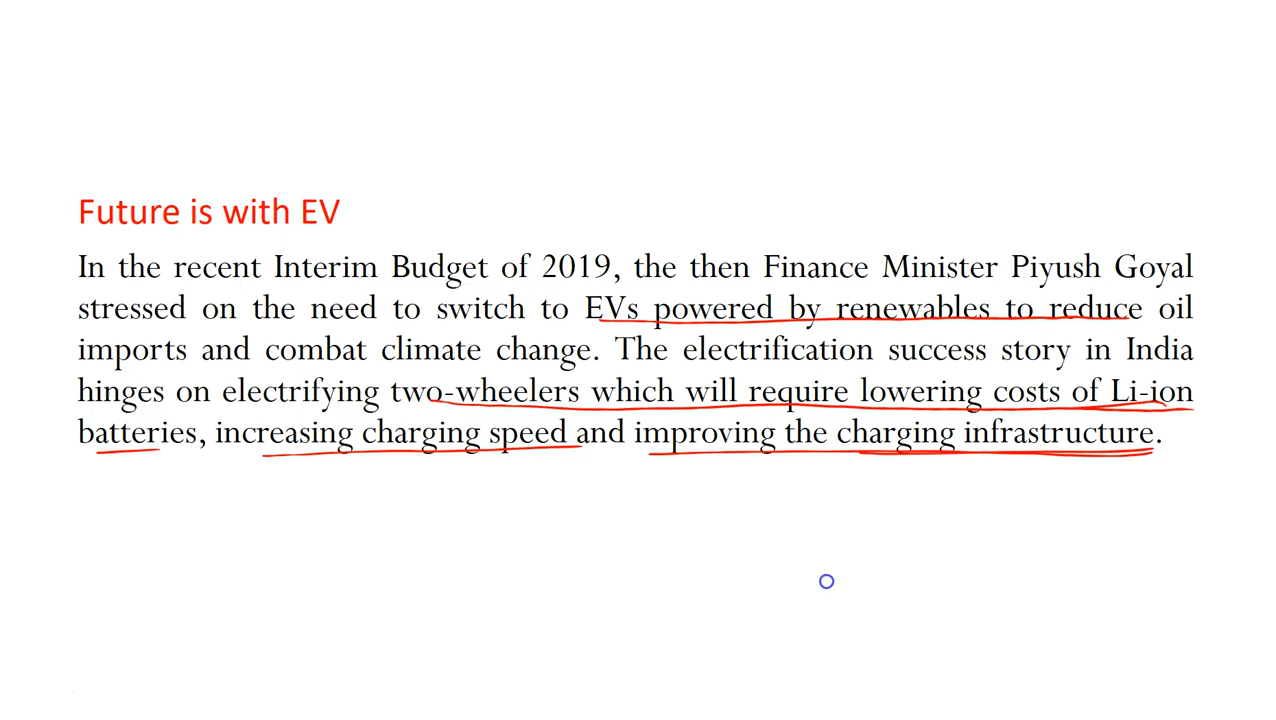 Future is with EV
In the recent Interim Budget of 2019, the then Finance Minister Piyush Goyal
stressed on the need to switch to EVs powered by renewables to reduce oil
imports and combat climate change. The electrification success story in India
hinges on electrifying two-wheelers which will require lowering costs of Li-ion
batteries, increasing charging speed and improving the charging infrastructure.